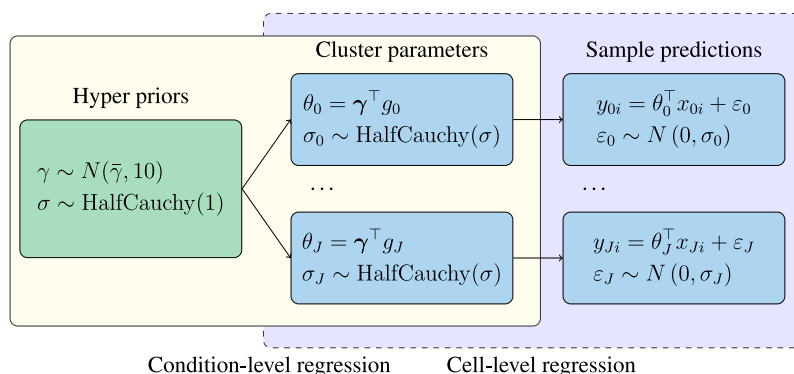 Hyper priors
γ ∼ N(γ̄, 10)
σ ∼ HalfCauchy(1)
Cluster parameters
θ₀ = γ⊤g₀
σ₀ ∼ HalfCauchy(σ)
...
θ_J = γ⊤g_J
σ_J ∼ HalfCauchy(σ)
Sample predictions
y₀ᵢ = θ₀⊤x₀ᵢ + ε₀
ε₀ ∼ N (0, σ₀)
...
y_Ji = θ_J⊤x_Ji + ε_J
ε_J ∼ N (0, σ_J)
Condition-level regression
Cell-level regression